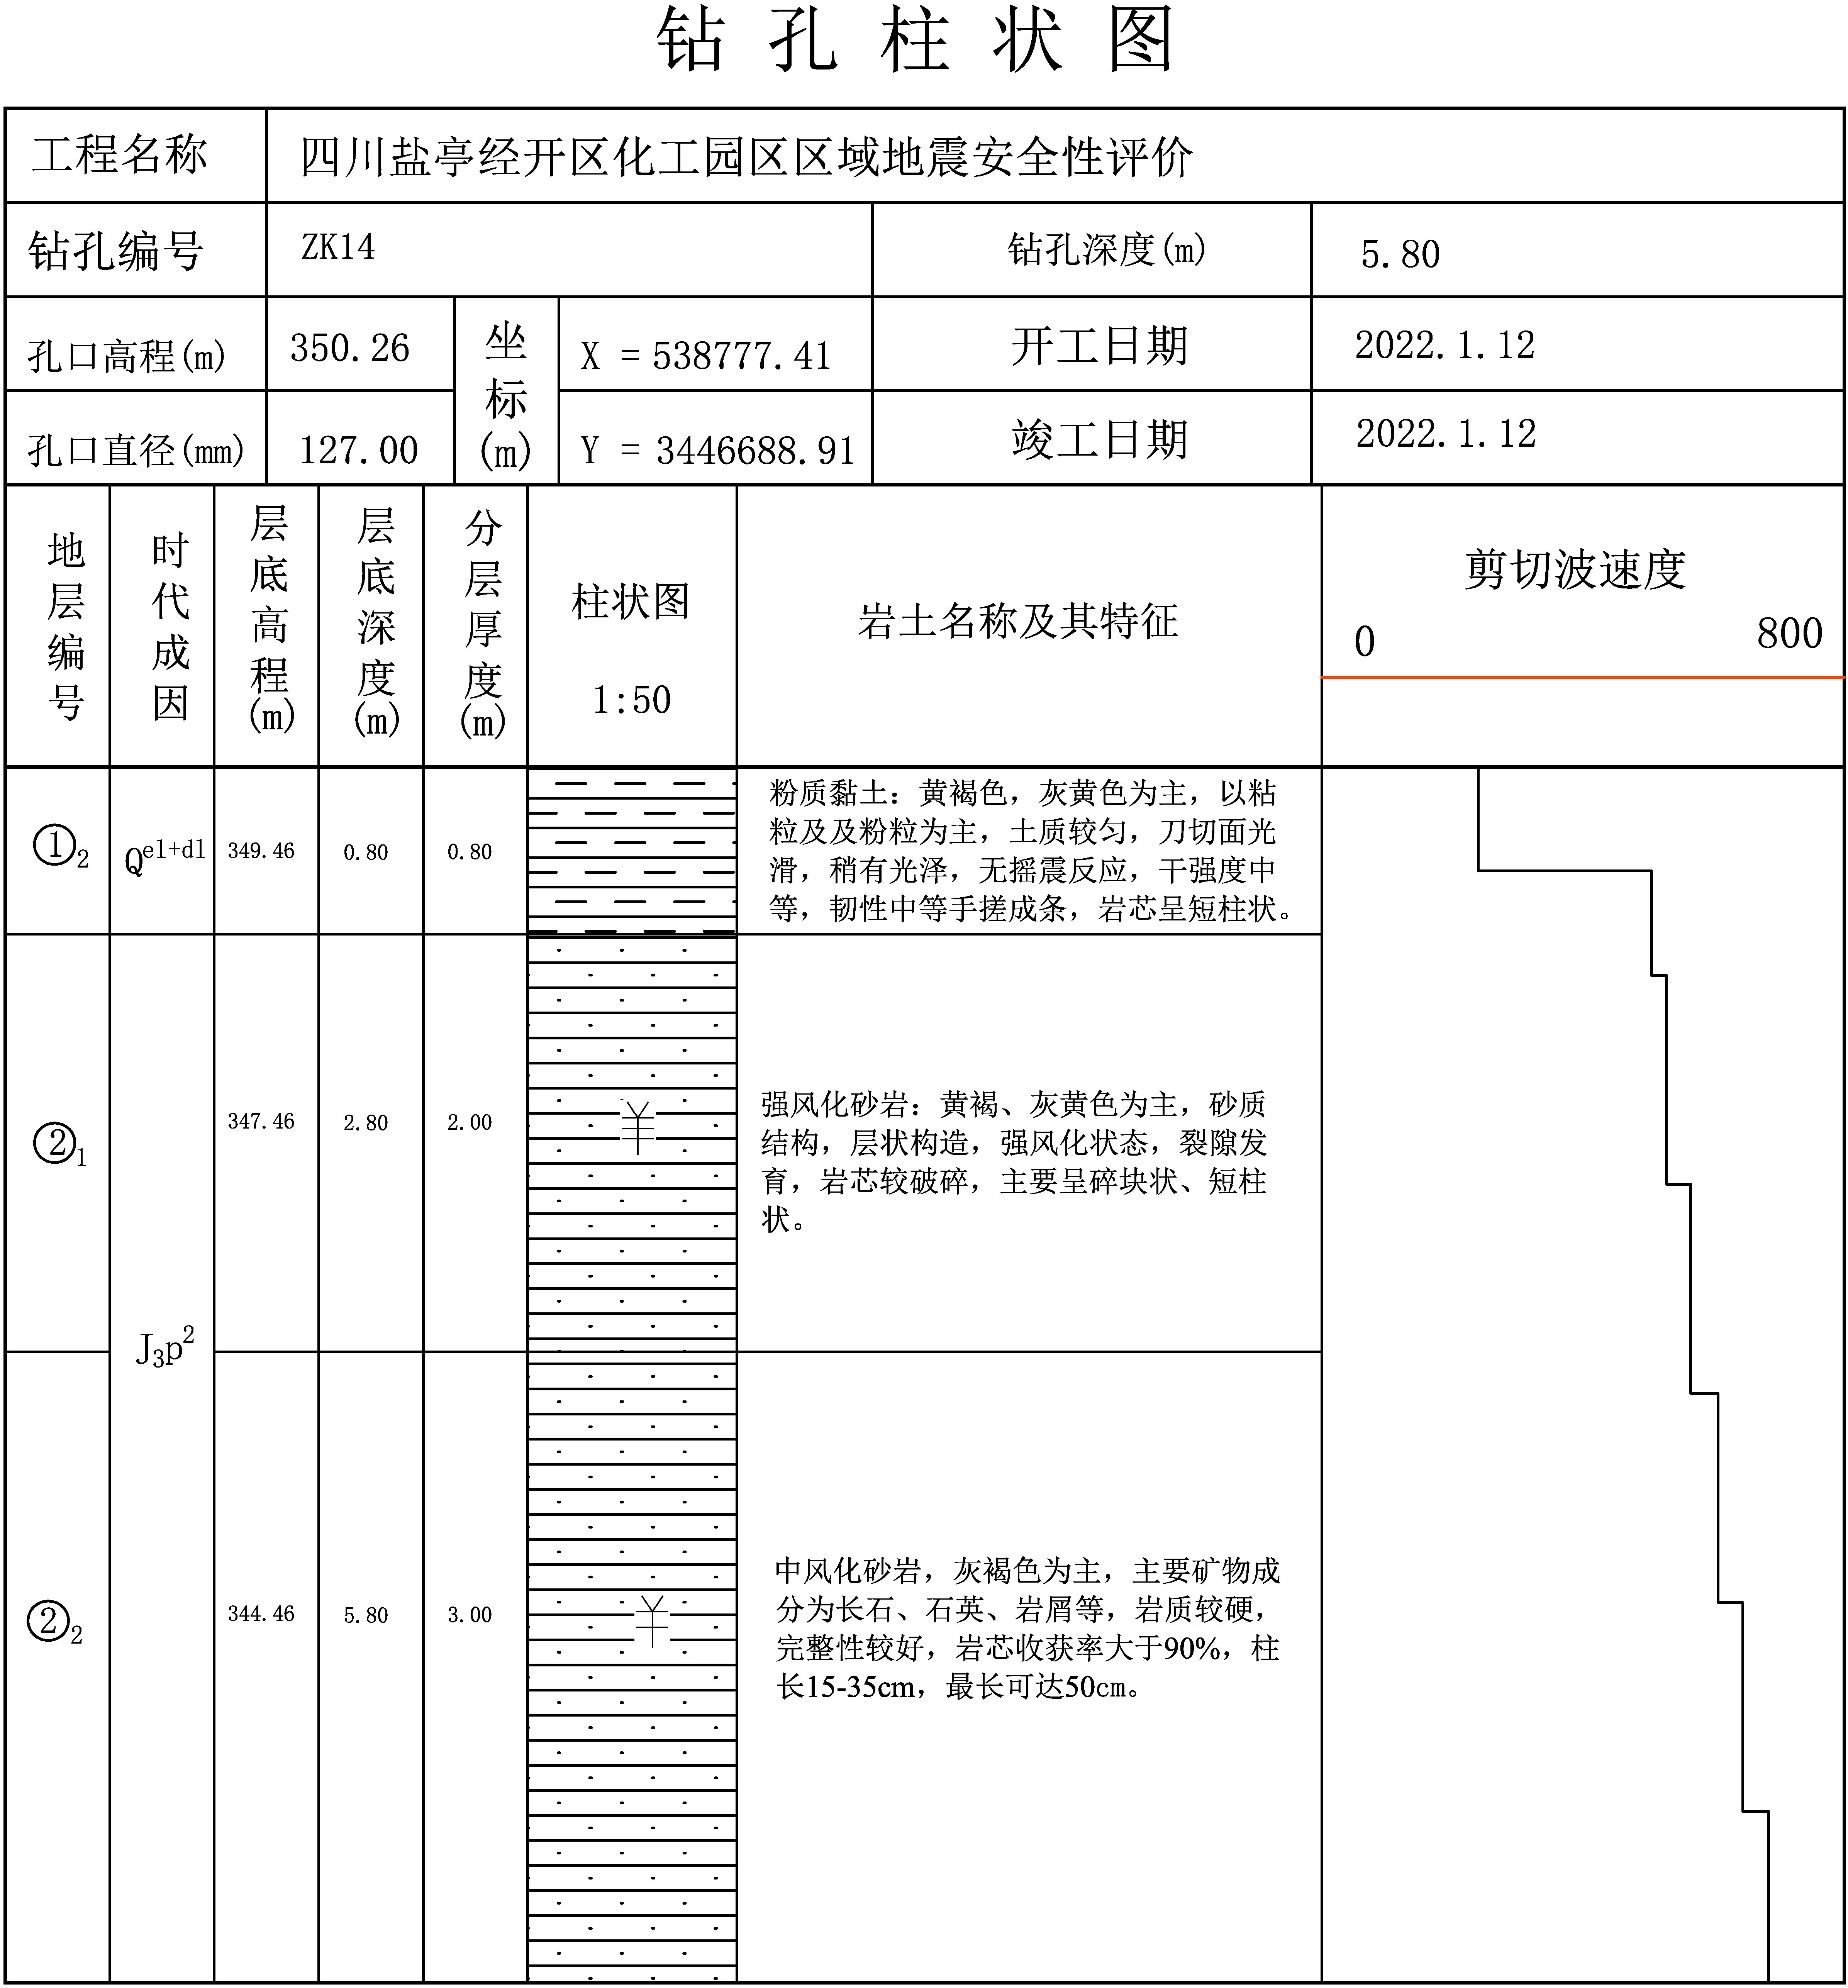 钻孔柱状图
工程名称 四川盐亭经开区化工园区区域地震安全性评价
钻孔编号 ZK14 钻孔深度(m) 5.80
孔口高程(m) 350.26 坐标(m) X = 538777.41 开工日期 2022.1.12
孔口直径(mm) 127.00 Y = 3446688.91 竣工日期 2022.1.12
地层编号 时代成因 层底高程(m) 层底深度(m) 分层厚度(m) 柱状图 1:50 岩土名称及其特征 剪切波速度
0 800
①2 Qel+dl 349.46 0.80 0.80
粉质黏土：黄褐色，灰黄色为主，以粘
粒及及粉粒为主，土质较匀，刀切面光
滑，稍有光泽，无摇震反应，干强度中
等，韧性中等手搓成条，岩芯呈短柱状。
②1 J3p2 347.46 2.80 2.00
强风化砂岩：黄褐、灰黄色为主，砂质
结构，层状构造，强风化状态，裂隙发
育，岩芯较破碎，主要呈碎块状、短柱
状。
②2 344.46 5.80 3.00
中风化砂岩，灰褐色为主，主要矿物成
分为长石、石英、岩屑等，岩质较硬，
完整性较好，岩芯收获率大于90%，柱
长15-35cm，最长可达50cm。